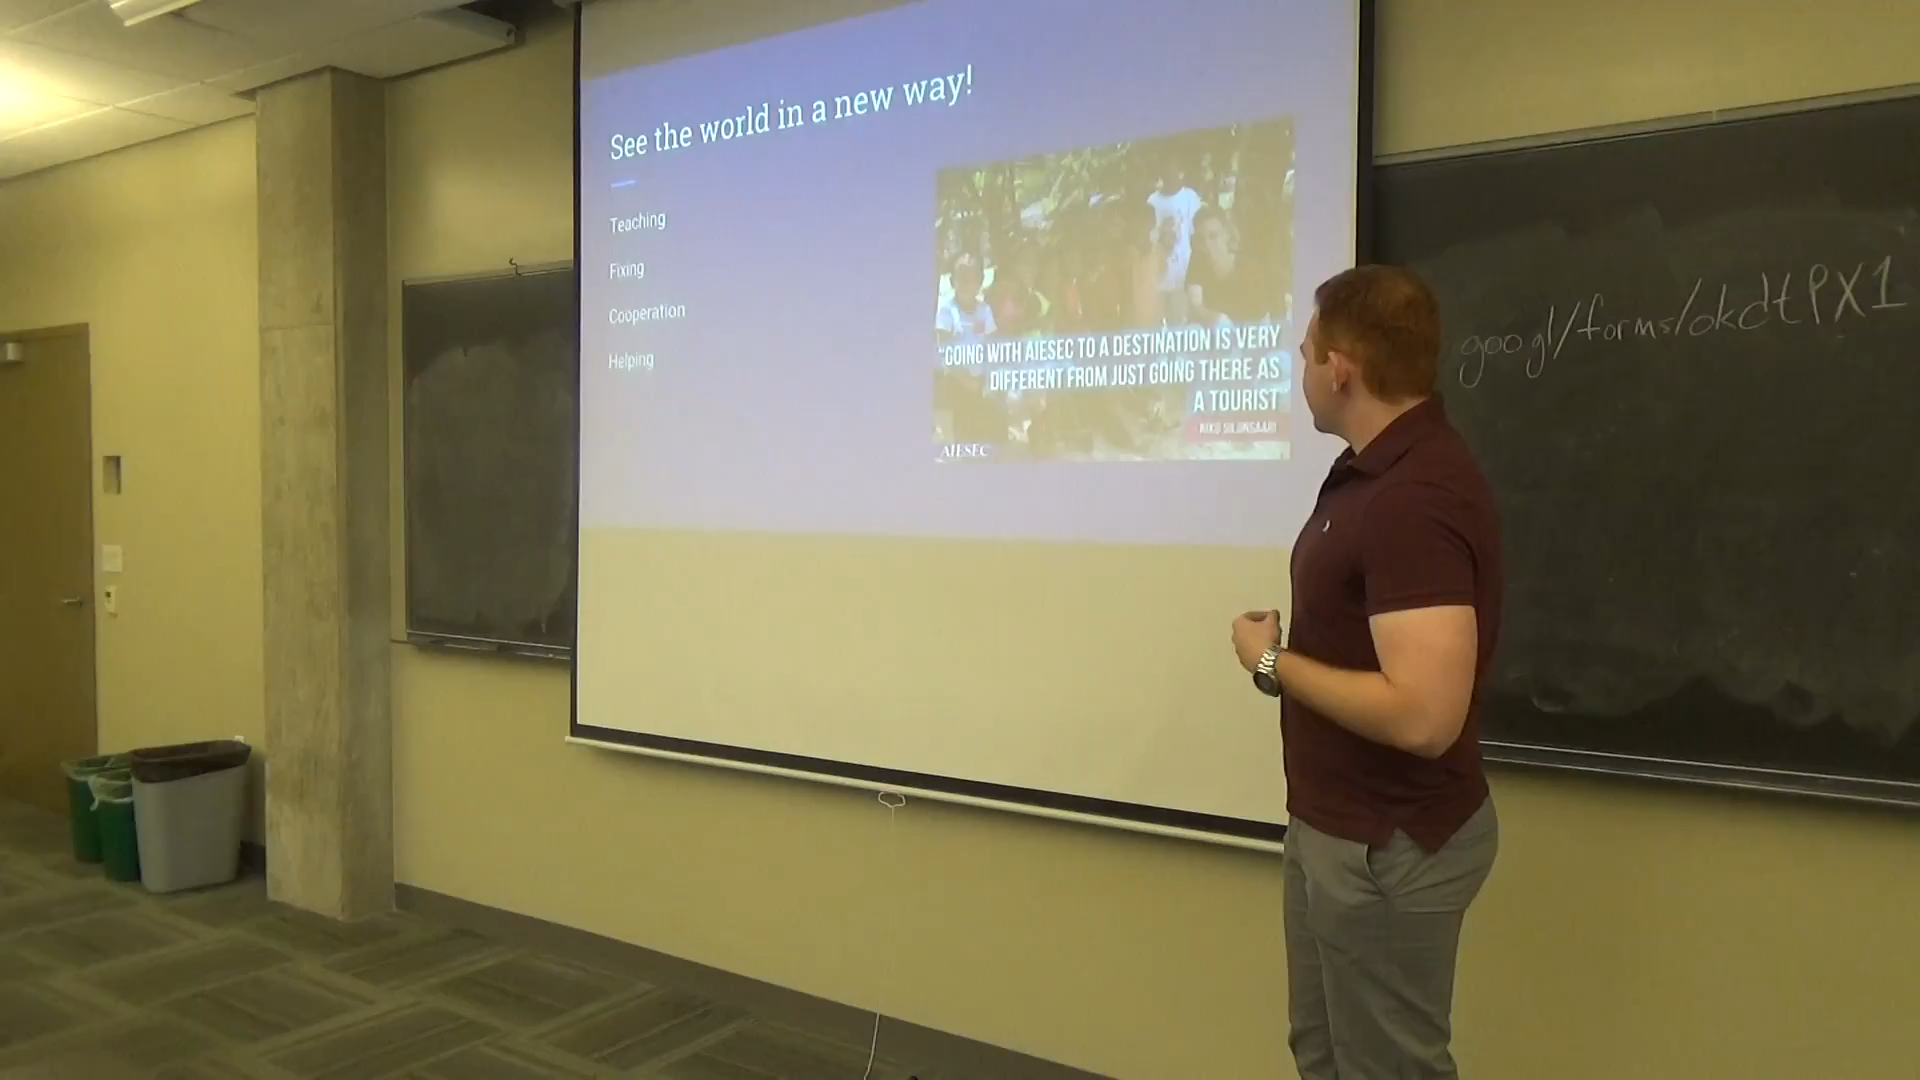 See the world in a new way!
Teaching
Fixing
Cooperation
Helping
"GOING WITH AIESEC TO A DESTINATION IS VERY
DIFFERENT FROM JUST GOING THERE AS
A TOURIST"
AIESEC
goo.gl/forms/okdtPX1